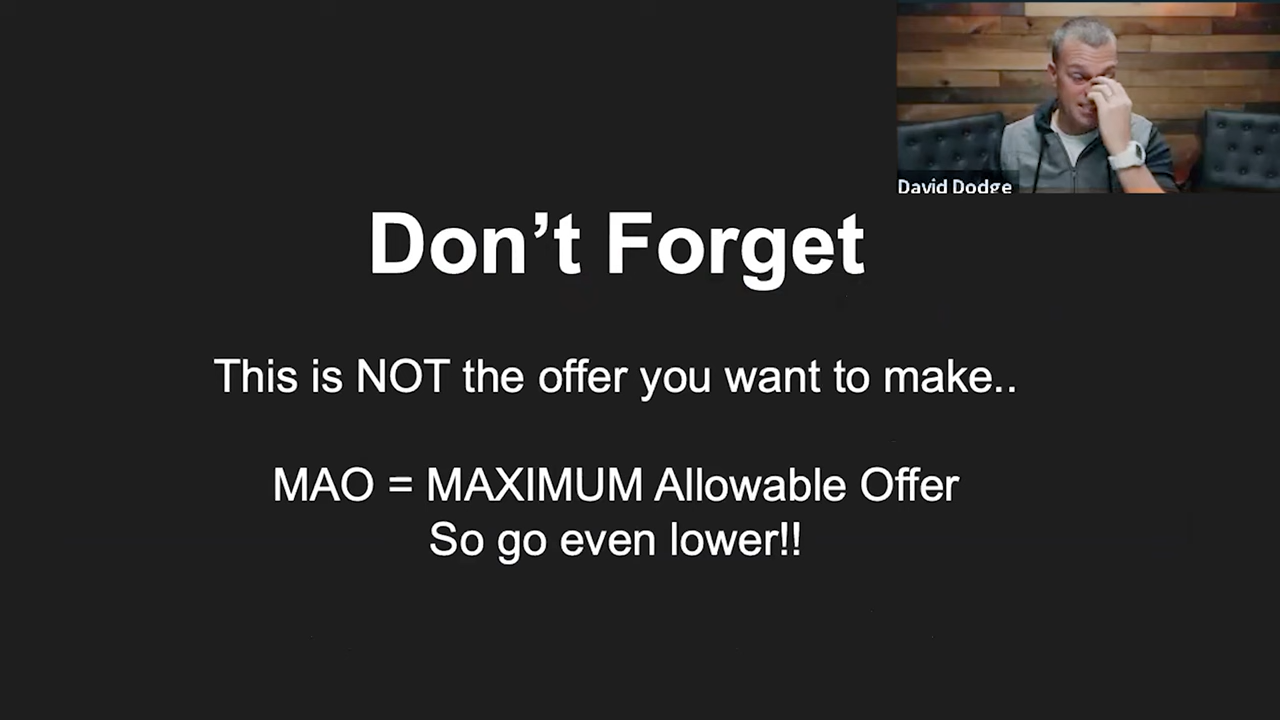 David Dodge
Don’t Forget
This is NOT the offer you want to make..
MAO = MAXIMUM Allowable Offer
So go even lower!!